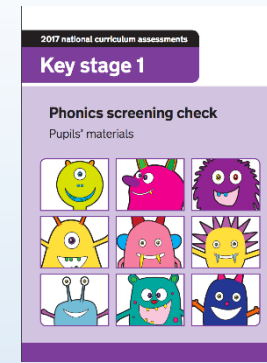 2017 national curriculum assessments
Key stage 1
Phonics screening check
Pupils' materials